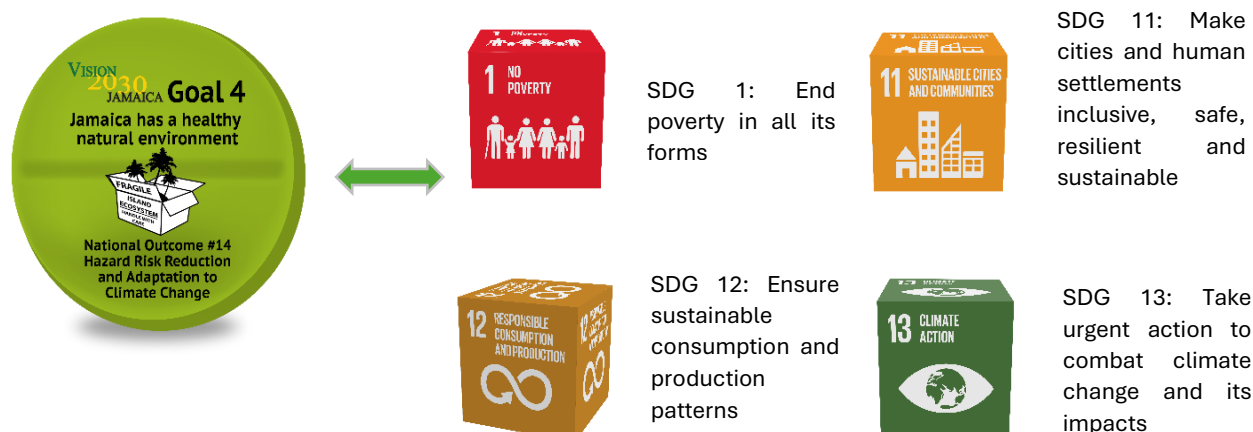 VISION
2030
JAMAICA Goal 4
Jamaica has a healthy
natural environment
FRAGILE
ISLAND
ECOSYSTEM
HANDLE WITH
CARE
National Outcome #14
Hazard Risk Reduction
and Adaptation to
Climate Change
1 NO
POVERTY
SDG 1: End
poverty in all its
forms
11 SUSTAINABLE CITIES
AND COMMUNITIES
SDG 11: Make
cities and human
settlements
inclusive, safe,
resilient and
sustainable
12 RESPONSIBLE
CONSUMPTION
AND PRODUCTION
SDG 12: Ensure
sustainable
consumption and
production
patterns
13 CLIMATE
ACTION
SDG 13: Take
urgent action to
combat climate
change and its
impacts